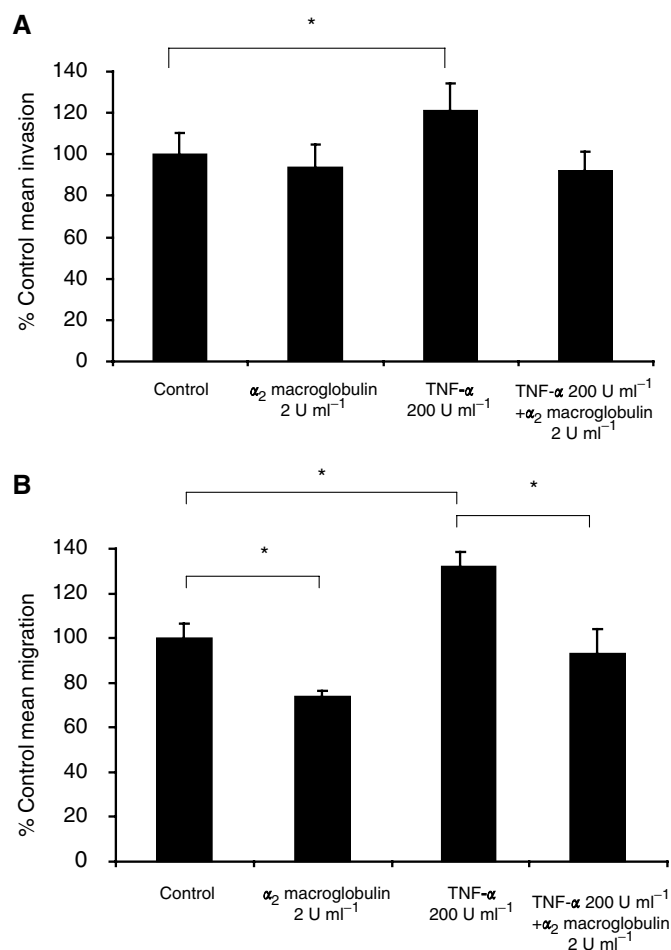 A
*
140
120
100
80
60
40
20
0
% Control mean invasion
Control
α₂ macroglobulin
2 U ml⁻¹
TNF-α
200 U ml⁻¹
TNF-α 200 U ml⁻¹
+α₂ macroglobulin
2 U ml⁻¹
B
*
*
*
140
120
100
80
60
40
20
0
% Control mean migration
Control
α₂ macroglobulin
2 U ml⁻¹
TNF-α
200 U ml⁻¹
TNF-α 200 U ml⁻¹
+α₂ macroglobulin
2 U ml⁻¹